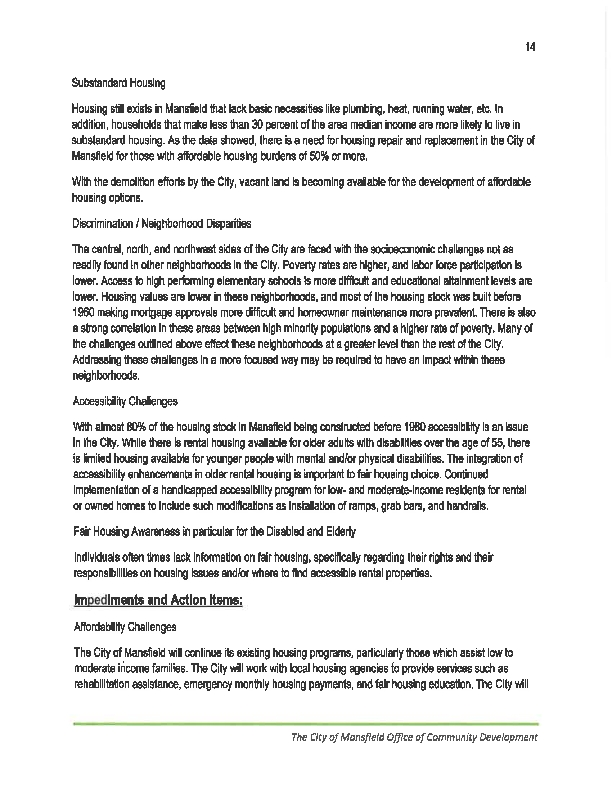 14
Substandard Housing
Housing still exists in Mansfield that lack basic necessities like plumbing, heat, running water, etc. In
addition, households that make less than 30 percent of the area median income are more likely to live in
substandard housing. As the data showed, there is a need for housing repair and replacement in the City of
Mansfield for those with affordable housing burdens of 50% or more.
With the demolition efforts by the City, vacant land is becoming available for the development of affordable
housing options.
Discrimination / Neighborhood Disparities
The central, north, and northwest sides of the City are faced with the socioeconomic challenges not as
readily found in other neighborhoods in the City. Poverty rates are higher, and labor force participation is
lower. Access to high performing elementary schools is more difficult and educational attainment levels are
lower. Housing values are lower in these neighborhoods, and most of the housing stock was built before
1960 making mortgage approvals more difficult and homeowner maintenance more prevalent. There is also
a strong correlation in these areas between high minority populations and a higher rate of poverty. Many of
the challenges outlined above effect these neighborhoods at a greater level than the rest of the City.
Addressing these challenges in a more focused way may be required to have an impact within these
neighborhoods.
Accessibility Challenges
With almost 80% of the housing stock in Mansfield being constructed before 1980 accessibility is an issue
in the City. While there is rental housing available for older adults with disabilities over the age of 55, there
is limited housing available for younger people with mental and/or physical disabilities. The integration of
accessibility enhancements in older rental housing is important to fair housing choice. Continued
implementation of a handicapped accessibility program for low- and moderate-income residents for rental
or owned homes to include such modifications as installation of ramps, grab bars, and handrails.
Fair Housing Awareness in particular for the Disabled and Elderly
Individuals often times lack information on fair housing, specifically regarding their rights and their
responsibilities on housing issues and/or where to find accessible rental properties.
Impediments and Action Items:
Affordability Challenges
The City of Mansfield will continue its existing housing programs, particularly those which assist low to
moderate income families. The City will work with local housing agencies to provide services such as
rehabilitation assistance, emergency monthly housing payments, and fair housing education. The City will
The City of Mansfield Office of Community Development